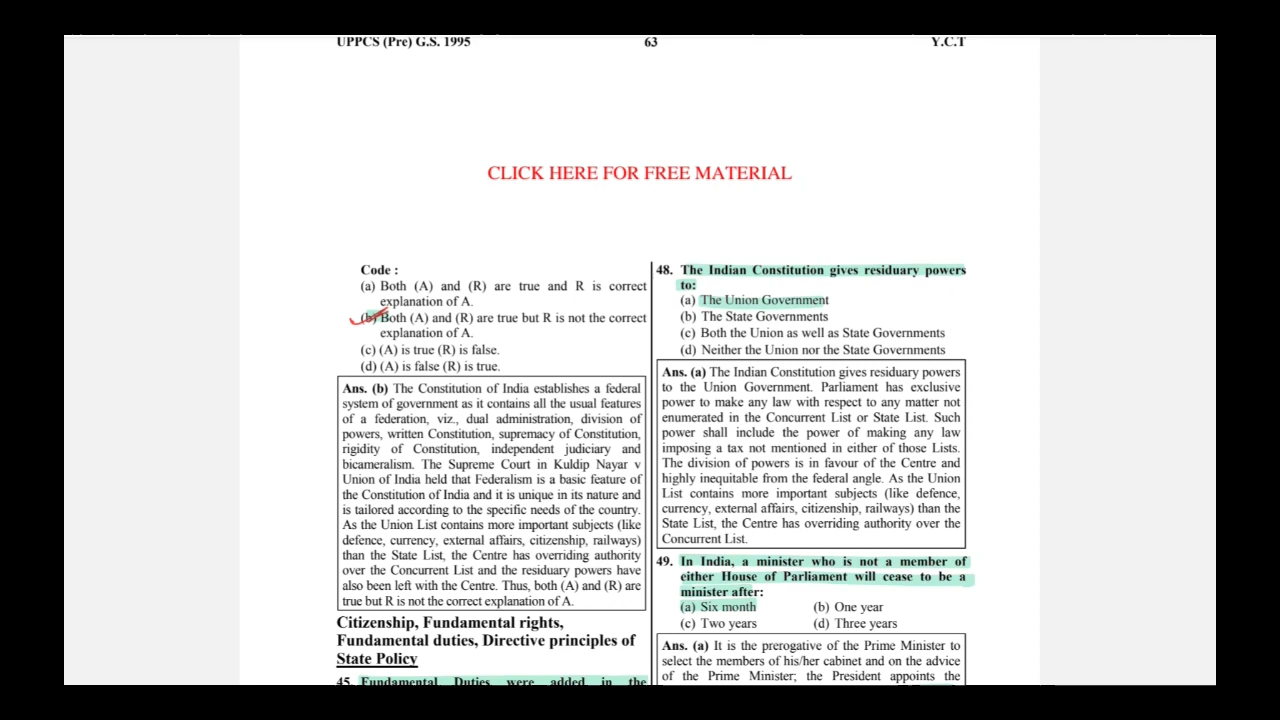 UPPCS (Pre) G.S. 1995 63 Y.C.T
CLICK HERE FOR FREE MATERIAL
Code :
(a) Both (A) and (R) are true and R is correct
explanation of A.
(b) Both (A) and (R) are true but R is not the correct
explanation of A.
(c) (A) is true (R) is false.
(d) (A) is false (R) is true.
Ans. (b) The Constitution of India establishes a federal
system of government as it contains all the usual features
of a federation, viz., dual administration, division of
powers, written Constitution, supremacy of Constitution,
rigidity of Constitution, independent judiciary and
bicameralism. The Supreme Court in Kuldip Nayar v
Union of India held that Federalism is a basic feature of
the Constitution of India and it is unique in its nature and
is tailored according to the specific needs of the country.
As the Union List contains more important subjects (like
defence, currency, external affairs, citizenship, railways)
than the State List, the Centre has overriding authority
over the Concurrent List and the residuary powers have
also been left with the Centre. Thus, both (A) and (R) are
true but R is not the correct explanation of A.
Citizenship, Fundamental rights,
Fundamental duties, Directive principles of
State Policy
45. Fundamental Duties were added in the
48. The Indian Constitution gives residuary powers
to:
(a) The Union Government
(b) The State Governments
(c) Both the Union as well as State Governments
(d) Neither the Union nor the State Governments
Ans. (a) The Indian Constitution gives residuary powers
to the Union Government. Parliament has exclusive
power to make any law with respect to any matter not
enumerated in the Concurrent List or State List. Such
power shall include the power of making any law
imposing a tax not mentioned in either of those Lists.
The division of powers is in favour of the Centre and
highly inequitable from the federal angle. As the Union
List contains more important subjects (like defence,
currency, external affairs, citizenship, railways) than the
State List, the Centre has overriding authority over the
Concurrent List.
49. In India, a minister who is not a member of
either House of Parliament will cease to be a
minister after:
(a) Six month (b) One year
(c) Two years (d) Three years
Ans. (a) It is the prerogative of the Prime Minister to
select the members of his/her cabinet and on the advice
of the Prime Minister; the President appoints the